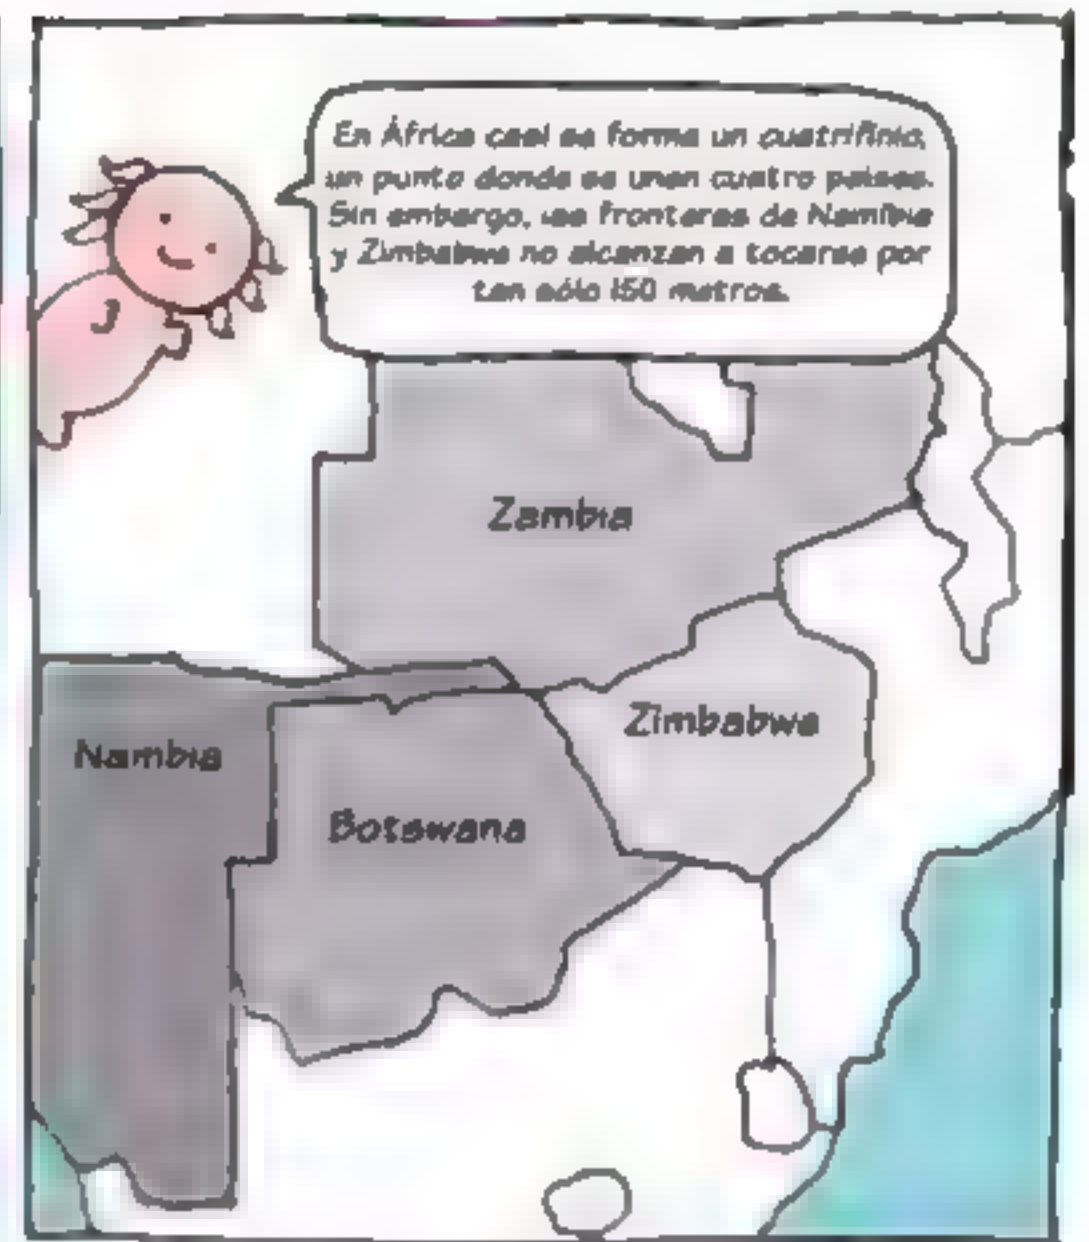 En África casi se forma un cuatrifinio,
un punto donde se unen cuatro países.
Sin embargo, las fronteras de Namibia
y Zimbabwe no alcanzan a tocarse por
tan sólo 150 metros.
Zambia
Zimbabwe
Nambia
Botswana